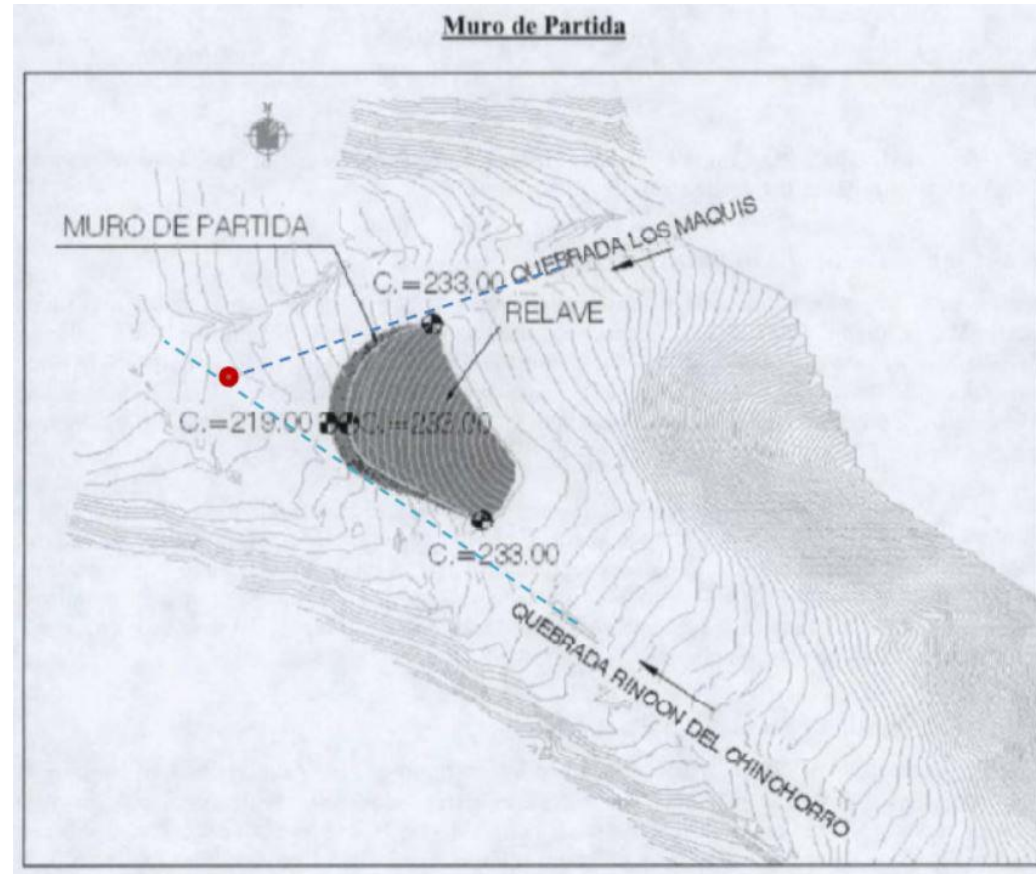 Muro de Partida
N
MURO DE PARTIDA
QUEBRADA LOS MAQUIS
C.=233.00
RELAVE
C.=219.00
C.=233.00
C.=233.00
QUEBRADA RINCON DEL CHINCHORRO